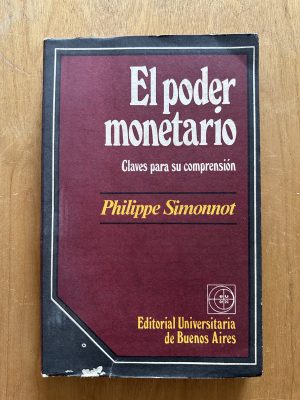 El poder
monetario
Claves para su comprensión
Philippe Simonnot
Editorial Universitaria
de Buenos Aires